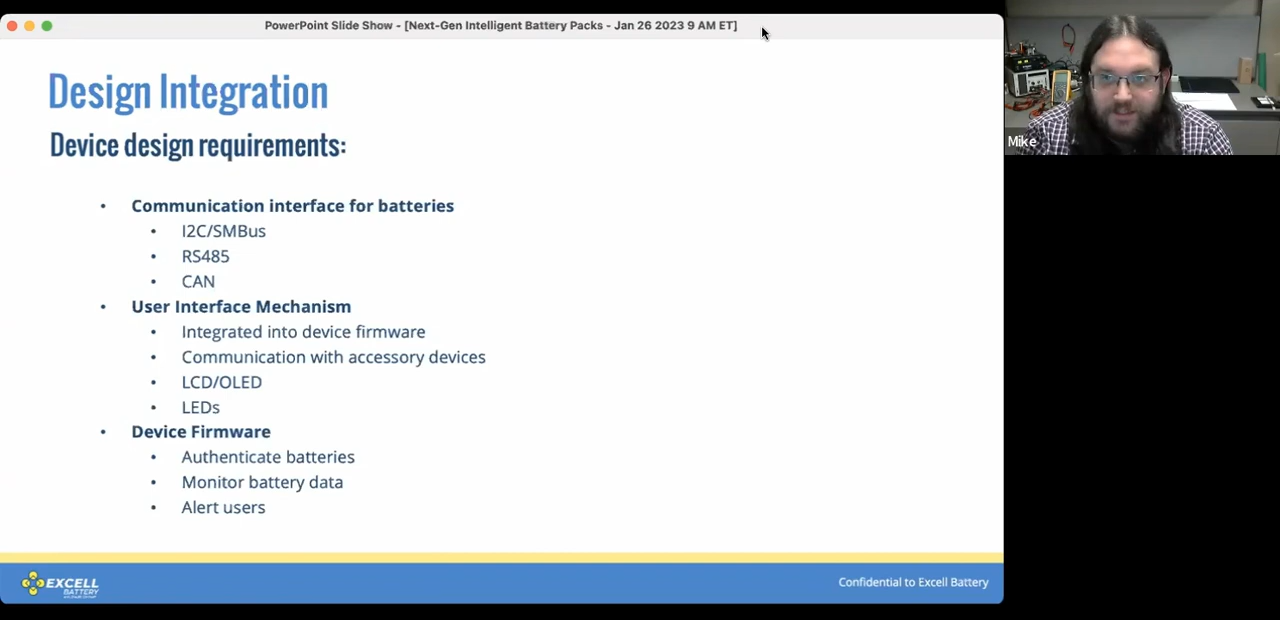 PowerPoint Slide Show - [Next-Gen Intelligent Battery Packs - Jan 26 2023 9 AM ET]
Design Integration
Device design requirements:
• Communication interface for batteries
• I2C/SMBus
• RS485
• CAN
• User Interface Mechanism
• Integrated into device firmware
• Communication with accessory devices
• LCD/OLED
• LEDs
• Device Firmware
• Authenticate batteries
• Monitor battery data
• Alert users
EXCELL
BATTERY
Confidential to Excell Battery
Mike